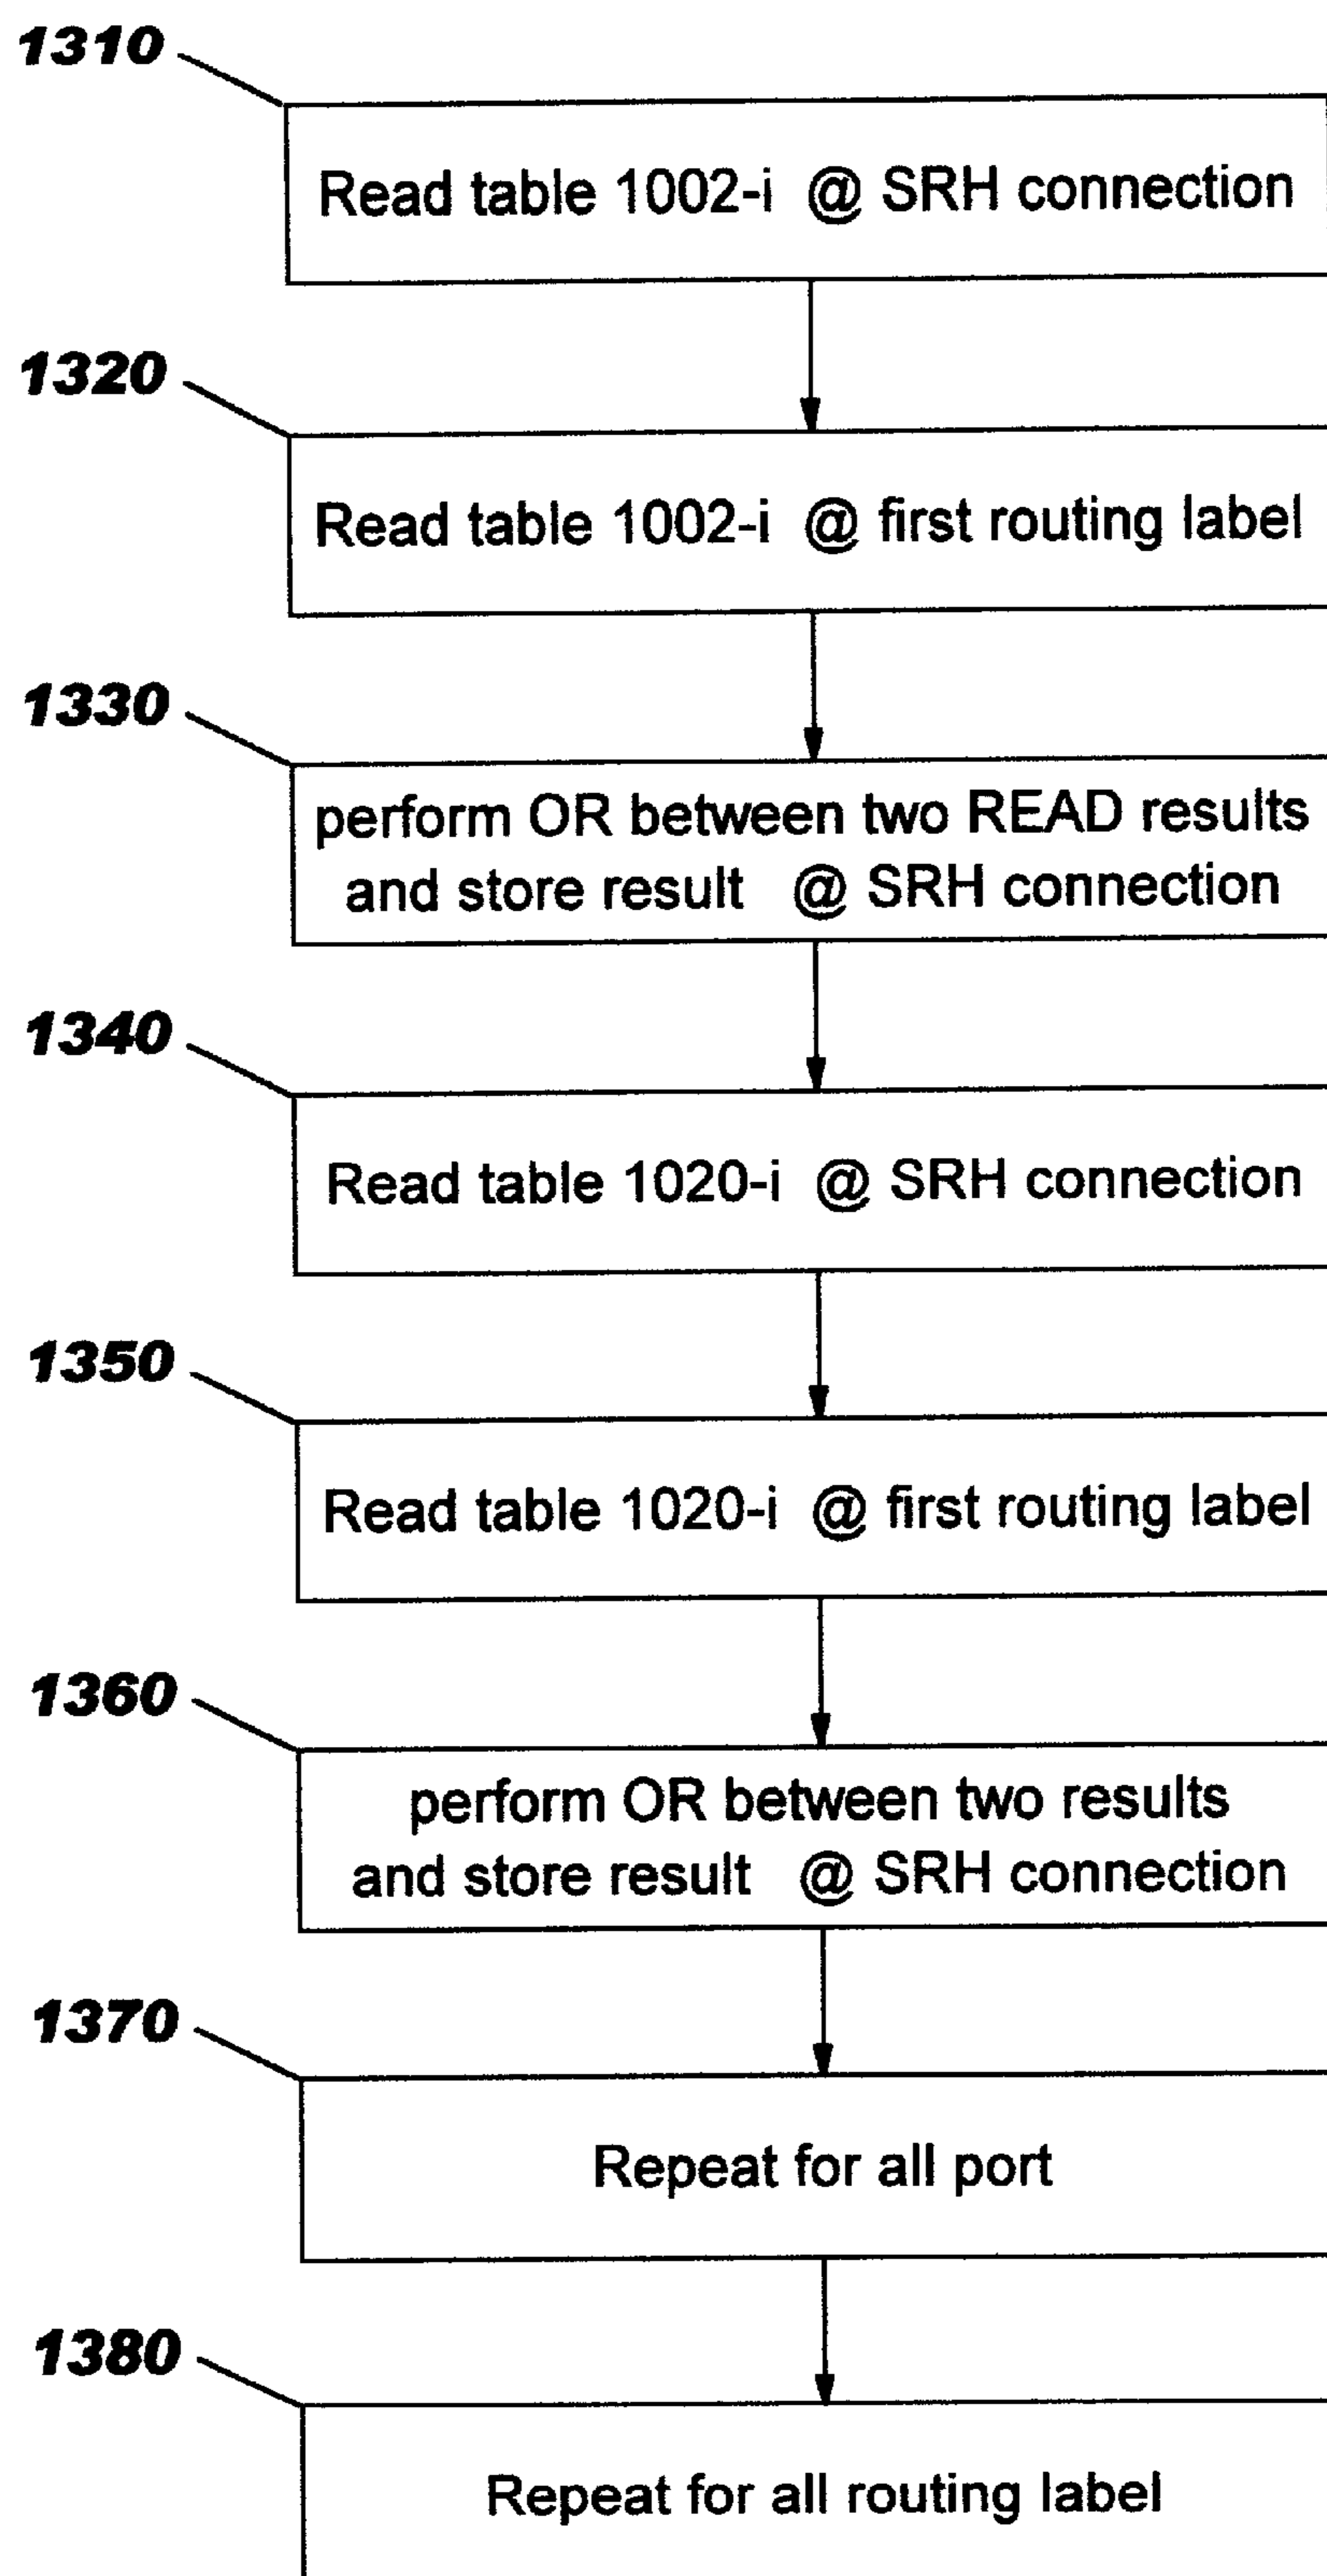 1310
Read table 1002-i @ SRH connection
1320
Read table 1002-i @ first routing label
1330
perform OR between two READ results
and store result @ SRH connection
1340
Read table 1020-i @ SRH connection
1350
Read table 1020-i @ first routing label
1360
perform OR between two results
and store result @ SRH connection
1370
Repeat for all port
1380
Repeat for all routing label